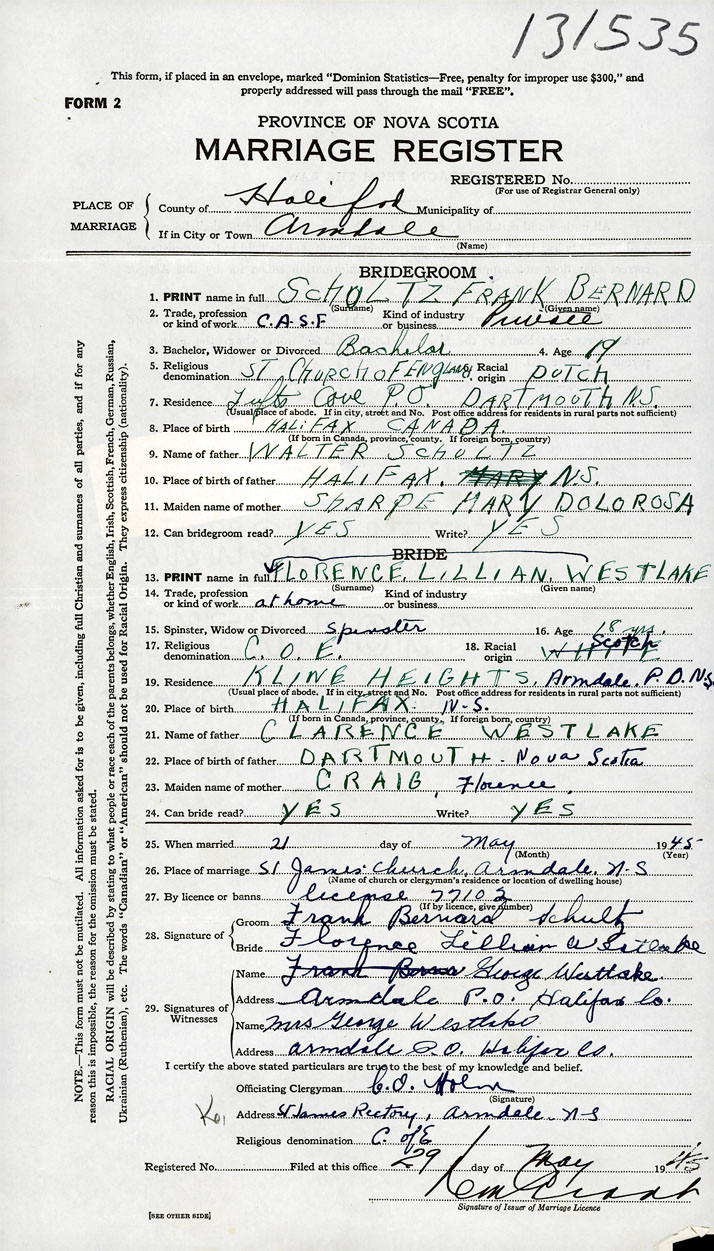 131535
This form, if placed in an envelope, marked "Dominion Statistics—Free, penalty for improper use $300," and
properly addressed will pass through the mail "FREE".
FORM 2
PROVINCE OF NOVA SCOTIA
MARRIAGE REGISTER
REGISTERED No.
(For use of Registrar General only)
PLACE OF MARRIAGE
County of Halifax Municipality of
If in City or Town Armdale
(Name)
BRIDEGROOM
1. PRINT name in full SCHULTZ FRANK BERNARD
(Surname) (Given name)
2. Trade, profession or kind of work C.A.S.F Kind of industry or business Private
3. Bachelor, Widower or Divorced Bachelor 4. Age 19
5. Religious denomination ST. CHURCH OF ENGLAND Racial origin DUTCH
7. Residence Tufts Cove P.O. DARTMOUTH N.S.
(Usual place of abode. If in city, street and No. Post office address for residents in rural parts not sufficient)
8. Place of birth HALIFAX CANADA.
(If born in Canada, province, county. If foreign born, country)
9. Name of father WALTER SCHULTZ
10. Place of birth of father HALIFAX. MARY N.S.
11. Maiden name of mother SHARPE MARY DOLOROSA
12. Can bridegroom read? YES Write? YES
BRIDE
13. PRINT name in full FLORENCE, LILLIAN, WESTLAKE
(Surname) (Given name)
14. Trade, profession or kind of work at home Kind of industry or business
15. Spinster, Widow or Divorced Spinster 16. Age 18 yrs.
17. Religious denomination C. O. E. 18. Racial origin WHITE Scotch
19. Residence KLINE HEIGHTS, Armdale. P.O. N.S
(Usual place of abode. If in city, street and No. Post office address for residents in rural parts not sufficient)
20. Place of birth HALIFAX N.S.
(If born in Canada, province, county. If foreign born, country)
21. Name of father CLARENCE WESTLAKE
22. Place of birth of father DARTMOUTH. Nova Scotia
23. Maiden name of mother CRAIG, Florence
24. Can bride read? YES Write? YES
25. When married 21 day of May 1945
(Month) (Year)
26. Place of marriage St James Church, Armdale. N-S
(Name of church or clergyman's residence or location of dwelling house)
27. By licence or banns license 77102
(If by licence, give number)
28. Signature of
Groom Frank Bernard Schultz
Bride Florence Lillian Westlake
29. Signatures of Witnesses
Name Frank George Westlake.
Address Armdale P.O. Halifax Co.
Name Mrs George Westlake
Address Armdale P.O Halifax Co.
I certify the above stated particulars are true to the best of my knowledge and belief.
Officiating Clergyman
(Signature)
Address St James Rectory, Armdale. N-S
Religious denomination C. of E
Registered No. Filed at this office 29 day of May 1945
Signature of Issuer of Marriage Licence
[SEE OTHER SIDE]
NOTE.—This form must not be mutilated. All information asked for is to be given, including full Christian and surnames of all parties, and if for any
reason this is impossible, the reason for the omission must be stated.
RACIAL ORIGIN will be described by stating to what people or race each of the parents belongs, whether English, Irish, Scottish, French, German, Russian,
Ukrainian (Ruthenian), etc. The words "Canadian" or "American" should not be used for Racial Origin. They express citizenship (nationality).